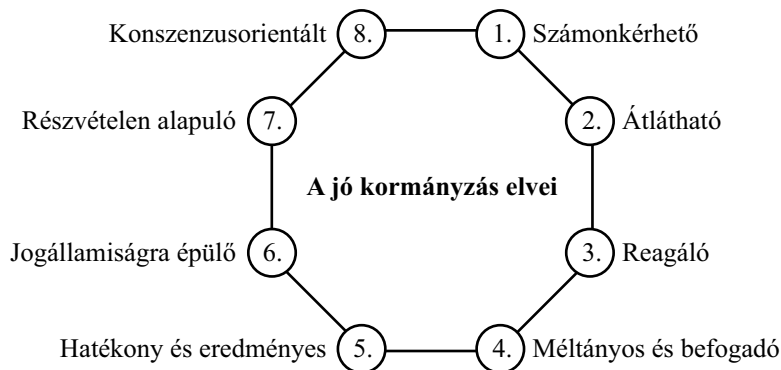 Konszenzusorientált 8. 1. Számonkérhető
Részvételen alapuló 7. 2. Átlátható
A jó kormányzás elvei
Jogállamiságra épülő 6. 3. Reagáló
Hatékony és eredményes 5. 4. Méltányos és befogadó